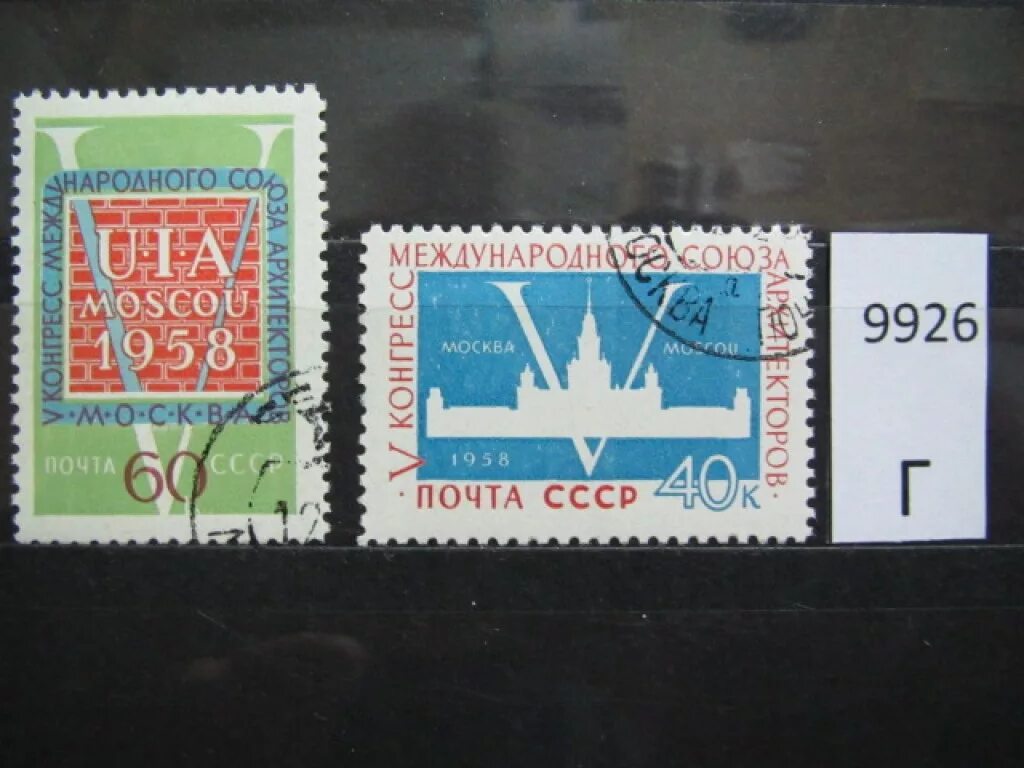 V КОНГРЕСС МЕЖДУНАРОДНОГО СОЮЗА АРХИТЕКТОРОВ
U·I·A
MOSCOU
1958
·М·О·С·К·В·А·
ПОЧТА 60 СССР
12
V КОНГРЕСС МЕЖДУНАРОДНОГО СОЮЗА АРХИТЕКТОРОВ
V
МОСКВА MOSCOU
1958
40к
ПОЧТА СССР
МОСКВА
9926
Г